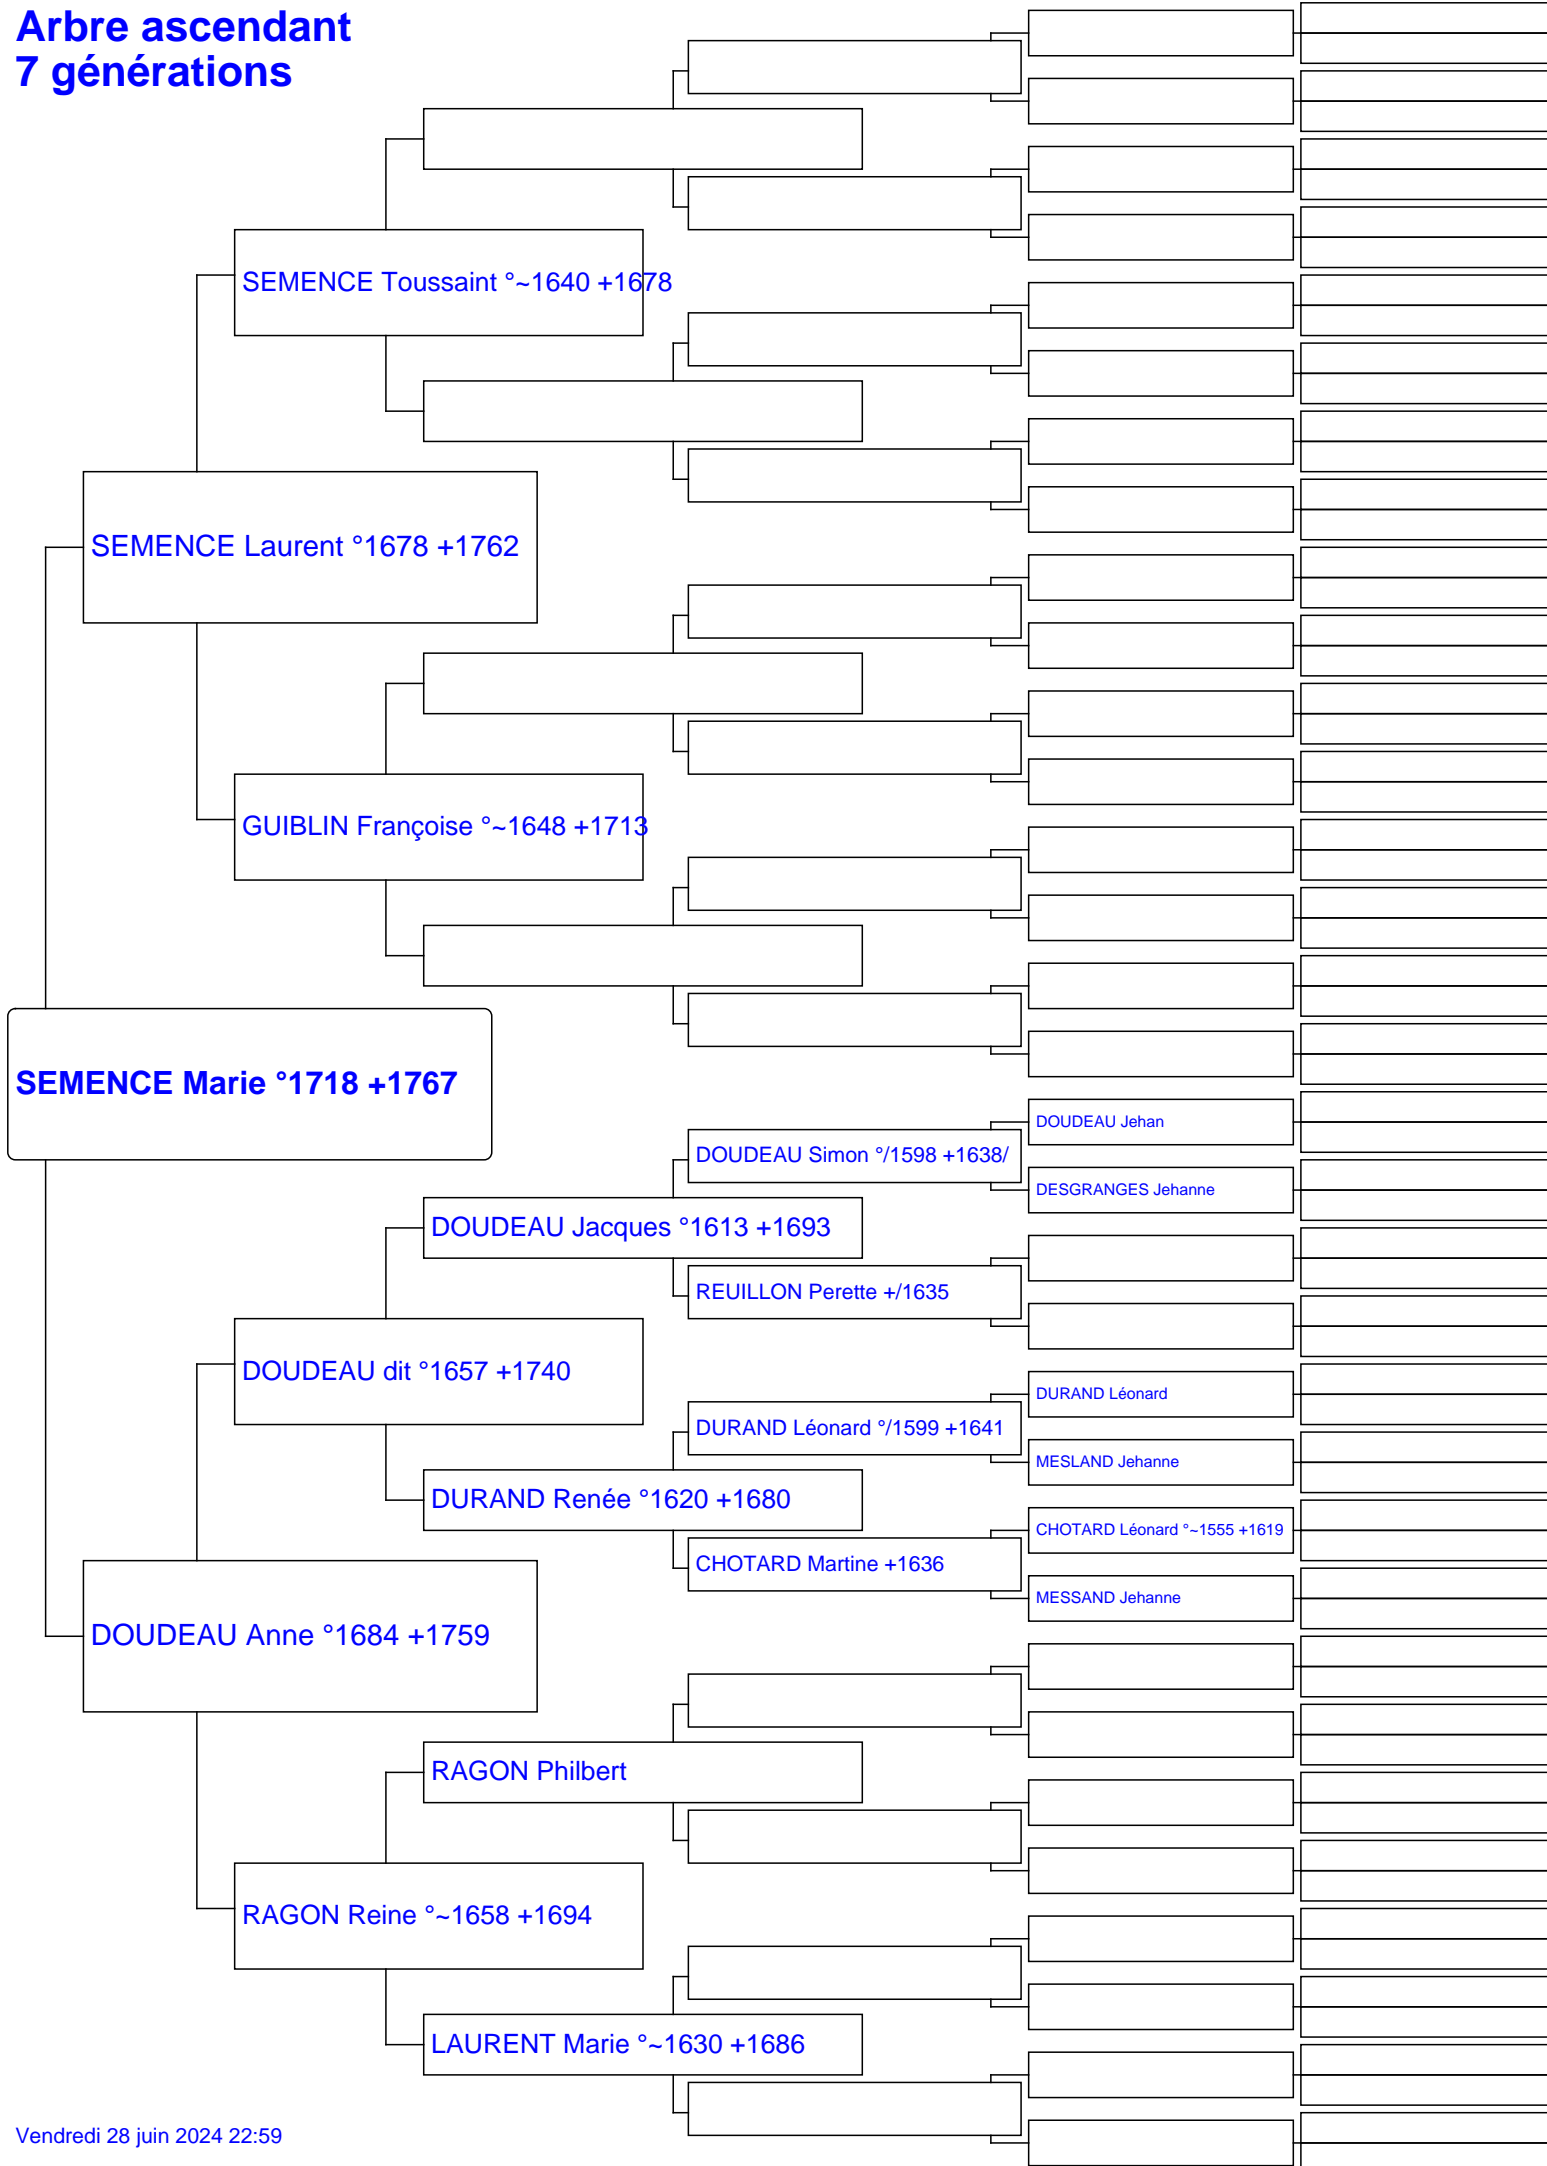 Arbre ascendant
7 générations
SEMENCE Toussaint °~1640 +1678
SEMENCE Laurent °1678 +1762
GUIBLIN Françoise °~1648 +1713
SEMENCE Marie °1718 +1767
DOUDEAU Jehan
DOUDEAU Simon °/1598 +1638/
DESGRANGES Jehanne
DOUDEAU Jacques °1613 +1693
REUILLON Perette +/1635
DOUDEAU dit °1657 +1740
DURAND Léonard
DURAND Léonard °/1599 +1641
MESLAND Jehanne
DURAND Renée °1620 +1680
CHOTARD Léonard °~1555 +1619
CHOTARD Martine +1636
MESSAND Jehanne
DOUDEAU Anne °1684 +1759
RAGON Philbert
RAGON Reine °~1658 +1694
LAURENT Marie °~1630 +1686
Vendredi 28 juin 2024 22:59